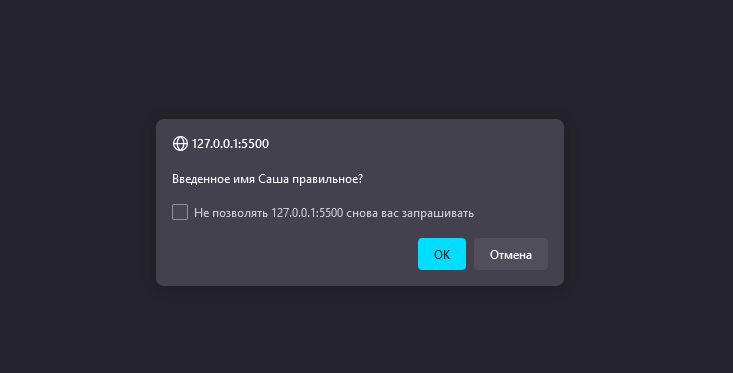 127.0.0.1:5500
Введенное имя Саша правильное?
Не позволять 127.0.0.1:5500 снова вас запрашивать
OK Отмена